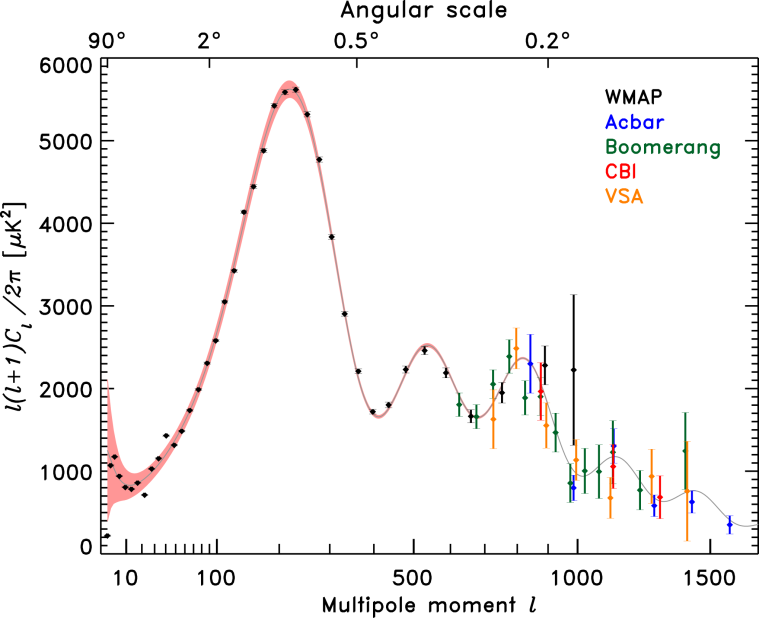 Angular scale
90° 2° 0.5° 0.2°
6000
5000
4000
3000
2000
1000
0
l(l+1)C_l /2π [μK²]
WMAP
Acbar
Boomerang
CBI
VSA
10 100 500 1000 1500
Multipole moment l